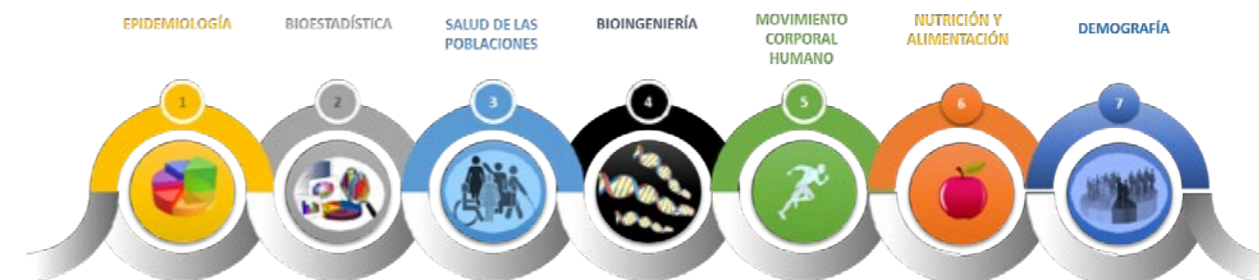 EPIDEMIOLOGÍA
BIOESTADÍSTICA
SALUD DE LAS
POBLACIONES
BIOINGENIERÍA
MOVIMIENTO
CORPORAL
HUMANO
NUTRICIÓN Y
ALIMENTACIÓN
DEMOGRAFÍA
1
2
3
4
5
6
7